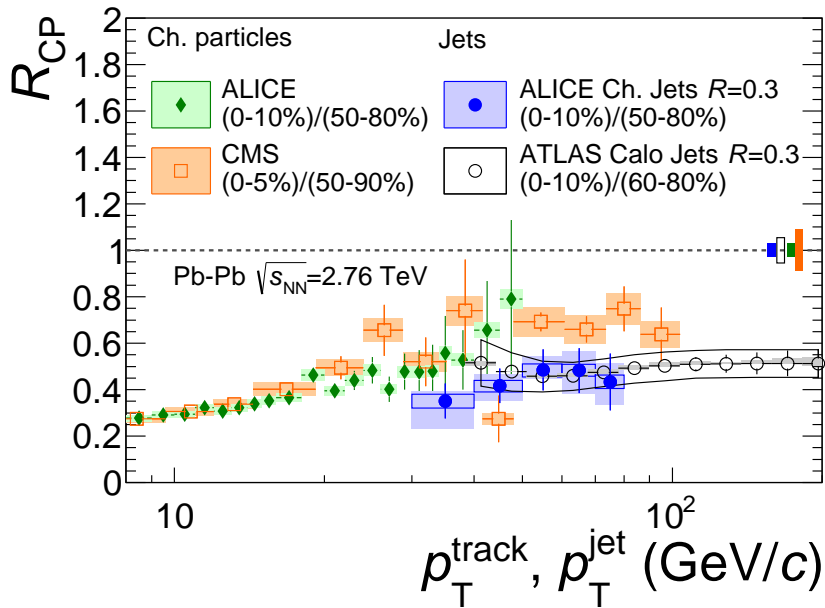 R_CP
2
1.8
1.6
1.4
1.2
1
0.8
0.6
0.4
0.2
0
Ch. particles
ALICE
(0-10%)/(50-80%)
CMS
(0-5%)/(50-90%)
Jets
ALICE Ch. Jets R=0.3
(0-10%)/(50-80%)
ATLAS Calo Jets R=0.3
(0-10%)/(60-80%)
Pb-Pb √s_NN=2.76 TeV
10
10²
p_T^track, p_T^jet (GeV/c)